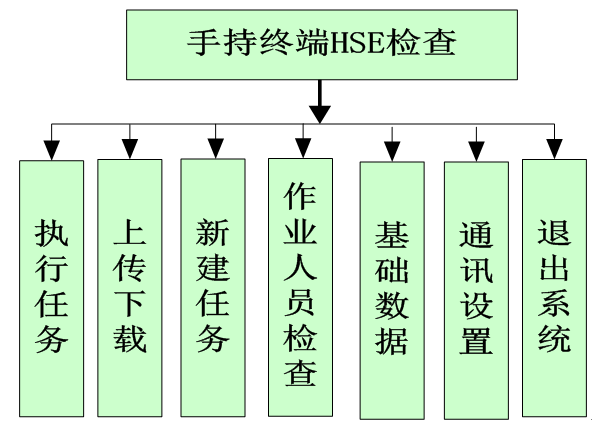 手持终端HSE检查
执行任务
上传下载
新建任务
作业人员检查
基础数据
通讯设置
退出系统